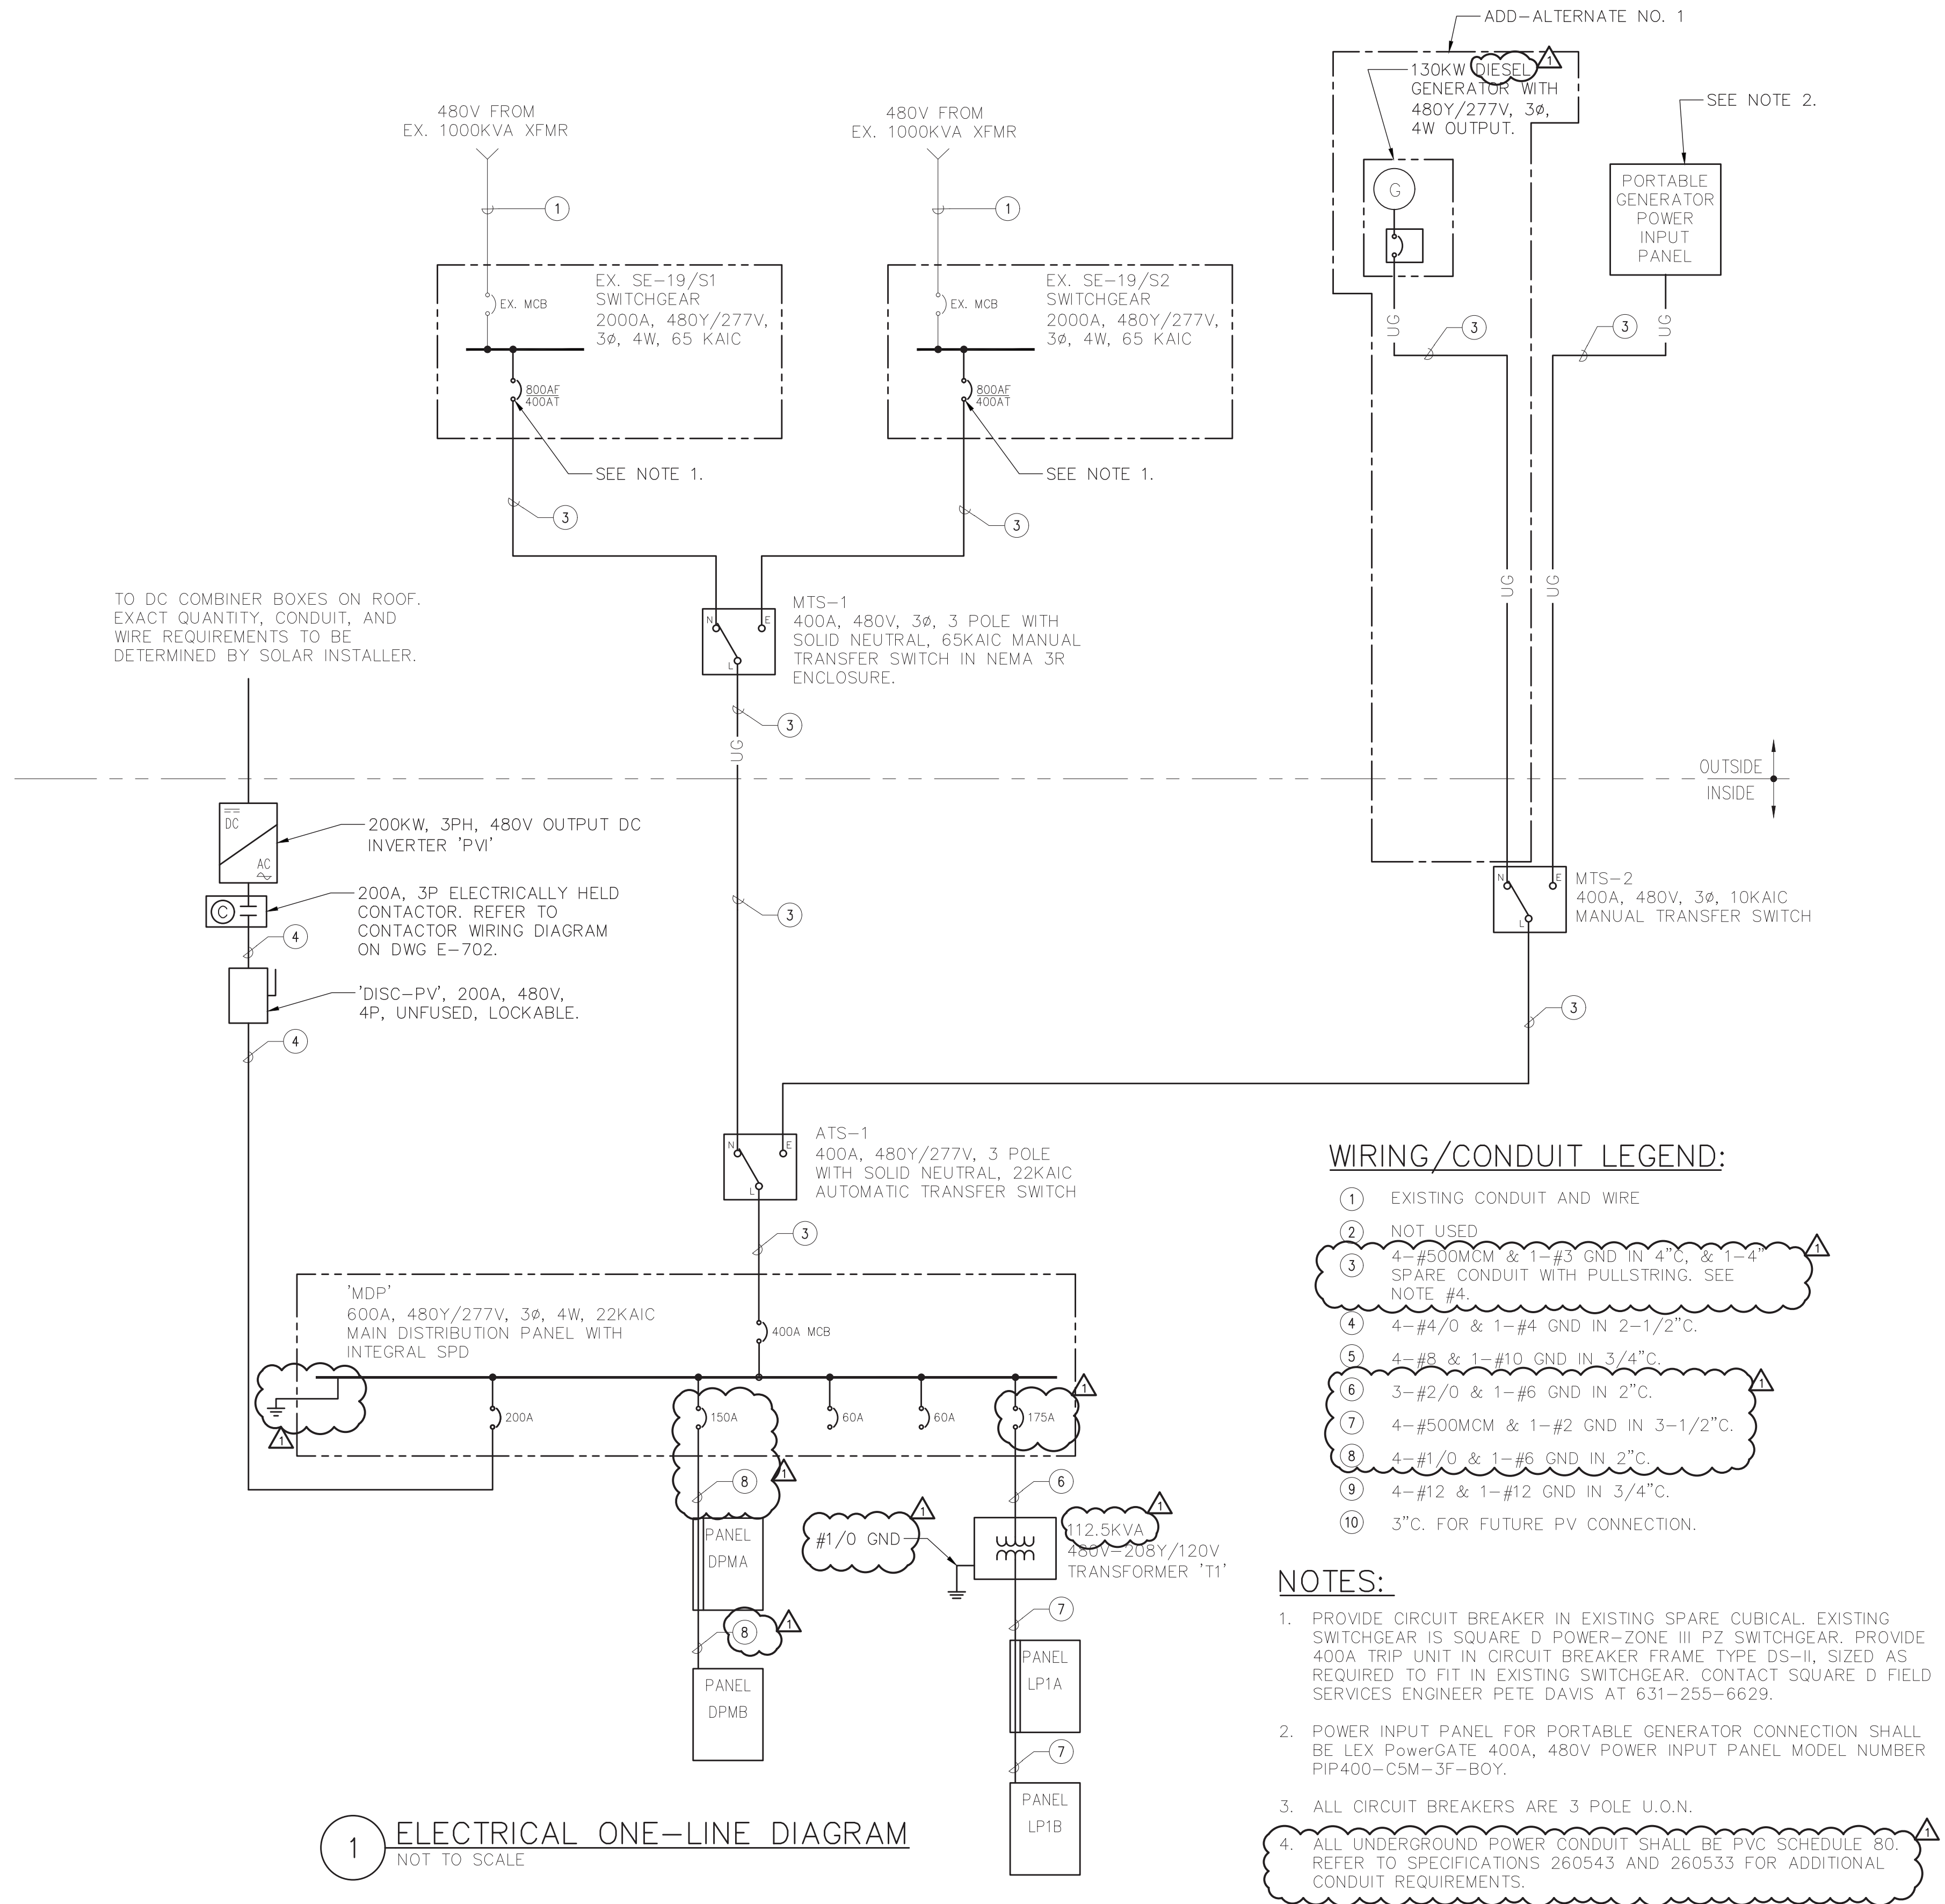 ADD-ALTERNATE NO. 1
130KW DIESEL
GENERATOR WITH
480Y/277V, 3ø,
4W OUTPUT.
1
SEE NOTE 2.
480V FROM
EX. 1000KVA XFMR
480V FROM
EX. 1000KVA XFMR
G
PORTABLE
GENERATOR
POWER
INPUT
PANEL
1
1
EX. SE-19/S1
SWITCHGEAR
2000A, 480Y/277V,
3ø, 4W, 65 KAIC
EX. MCB
800AF
400AT
SEE NOTE 1.
3
EX. SE-19/S2
SWITCHGEAR
2000A, 480Y/277V,
3ø, 4W, 65 KAIC
EX. MCB
800AF
400AT
SEE NOTE 1.
3
UG
3
3
UG
UG
UG
TO DC COMBINER BOXES ON ROOF.
EXACT QUANTITY, CONDUIT, AND
WIRE REQUIREMENTS TO BE
DETERMINED BY SOLAR INSTALLER.
N
E
L
MTS-1
400A, 480V, 3ø, 3 POLE WITH
SOLID NEUTRAL, 65KAIC MANUAL
TRANSFER SWITCH IN NEMA 3R
ENCLOSURE.
3
UG
OUTSIDE
INSIDE
DC
AC
200KW, 3PH, 480V OUTPUT DC
INVERTER 'PVI'
C
200A, 3P ELECTRICALLY HELD
CONTACTOR. REFER TO
CONTACTOR WIRING DIAGRAM
ON DWG E-702.
4
'DISC-PV', 200A, 480V,
4P, UNFUSED, LOCKABLE.
4
3
N
E
L
MTS-2
400A, 480V, 3ø, 10KAIC
MANUAL TRANSFER SWITCH
3
N
E
L
ATS-1
400A, 480Y/277V, 3 POLE
WITH SOLID NEUTRAL, 22KAIC
AUTOMATIC TRANSFER SWITCH
3
'MDP'
600A, 480Y/277V, 3ø, 4W, 22KAIC
MAIN DISTRIBUTION PANEL WITH
INTEGRAL SPD
400A MCB
1
200A
150A
60A
60A
175A
1
8
1
6
PANEL
DPMA
#1/0 GND
1
112.5KVA
480V-208Y/120V
TRANSFORMER 'T1'
1
8
1
7
PANEL
DPMB
PANEL
LP1A
7
PANEL
LP1B
WIRING/CONDUIT LEGEND:
1 EXISTING CONDUIT AND WIRE
2 NOT USED
3 4-#500MCM & 1-#3 GND IN 4"C, & 1-4"
SPARE CONDUIT WITH PULLSTRING. SEE
NOTE #4.
1
4 4-#4/0 & 1-#4 GND IN 2-1/2"C.
5 4-#8 & 1-#10 GND IN 3/4"C.
6 3-#2/0 & 1-#6 GND IN 2"C.
1
7 4-#500MCM & 1-#2 GND IN 3-1/2"C.
8 4-#1/0 & 1-#6 GND IN 2"C.
9 4-#12 & 1-#12 GND IN 3/4"C.
10 3"C. FOR FUTURE PV CONNECTION.
NOTES:
1. PROVIDE CIRCUIT BREAKER IN EXISTING SPARE CUBICAL. EXISTING
SWITCHGEAR IS SQUARE D POWER-ZONE III PZ SWITCHGEAR. PROVIDE
400A TRIP UNIT IN CIRCUIT BREAKER FRAME TYPE DS-II, SIZED AS
REQUIRED TO FIT IN EXISTING SWITCHGEAR. CONTACT SQUARE D FIELD
SERVICES ENGINEER PETE DAVIS AT 631-255-6629.
2. POWER INPUT PANEL FOR PORTABLE GENERATOR CONNECTION SHALL
BE LEX PowerGATE 400A, 480V POWER INPUT PANEL MODEL NUMBER
PIP400-C5M-3F-BOY.
3. ALL CIRCUIT BREAKERS ARE 3 POLE U.O.N.
4. ALL UNDERGROUND POWER CONDUIT SHALL BE PVC SCHEDULE 80.
REFER TO SPECIFICATIONS 260543 AND 260533 FOR ADDITIONAL
CONDUIT REQUIREMENTS.
1
1 ELECTRICAL ONE-LINE DIAGRAM
NOT TO SCALE